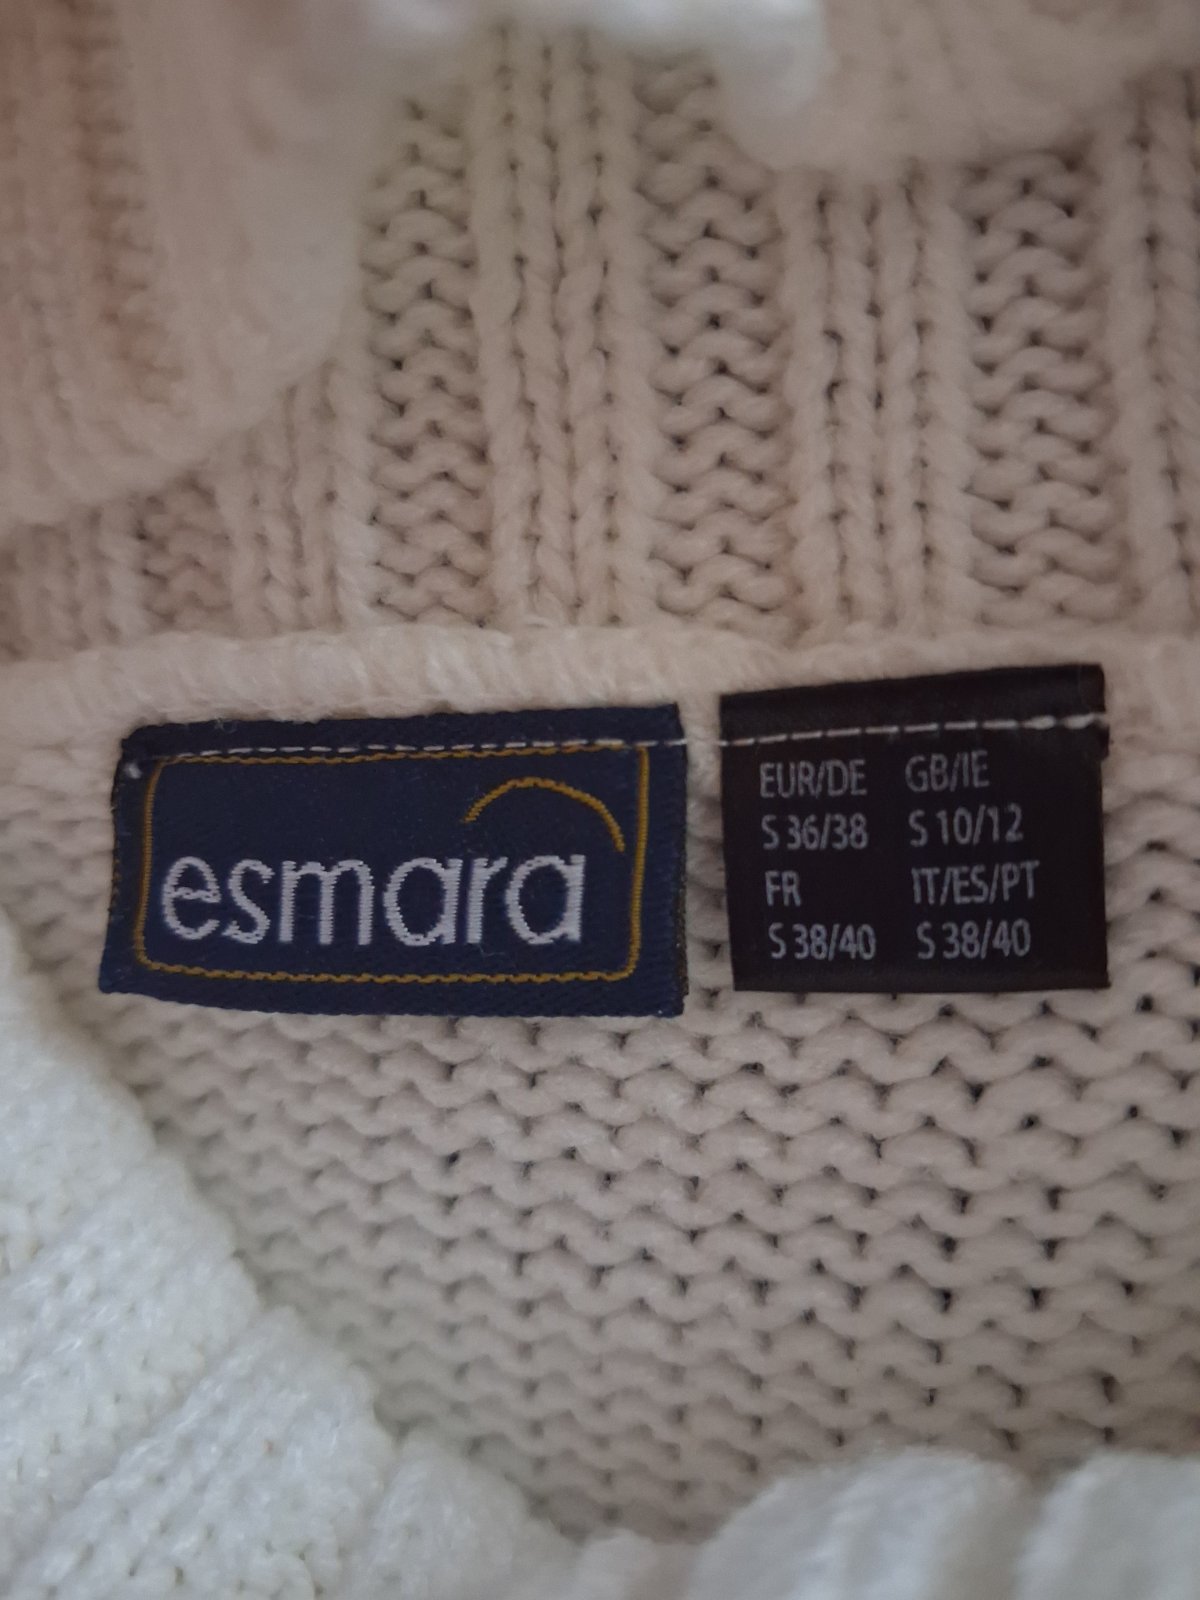 esmara
EUR/DE GB/IE
S 36/38 S 10/12
FR IT/ES/PT
S 38/40 S 38/40